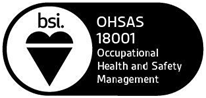 bsi.
OHSAS
18001
Occupational
Health and Safety
Management